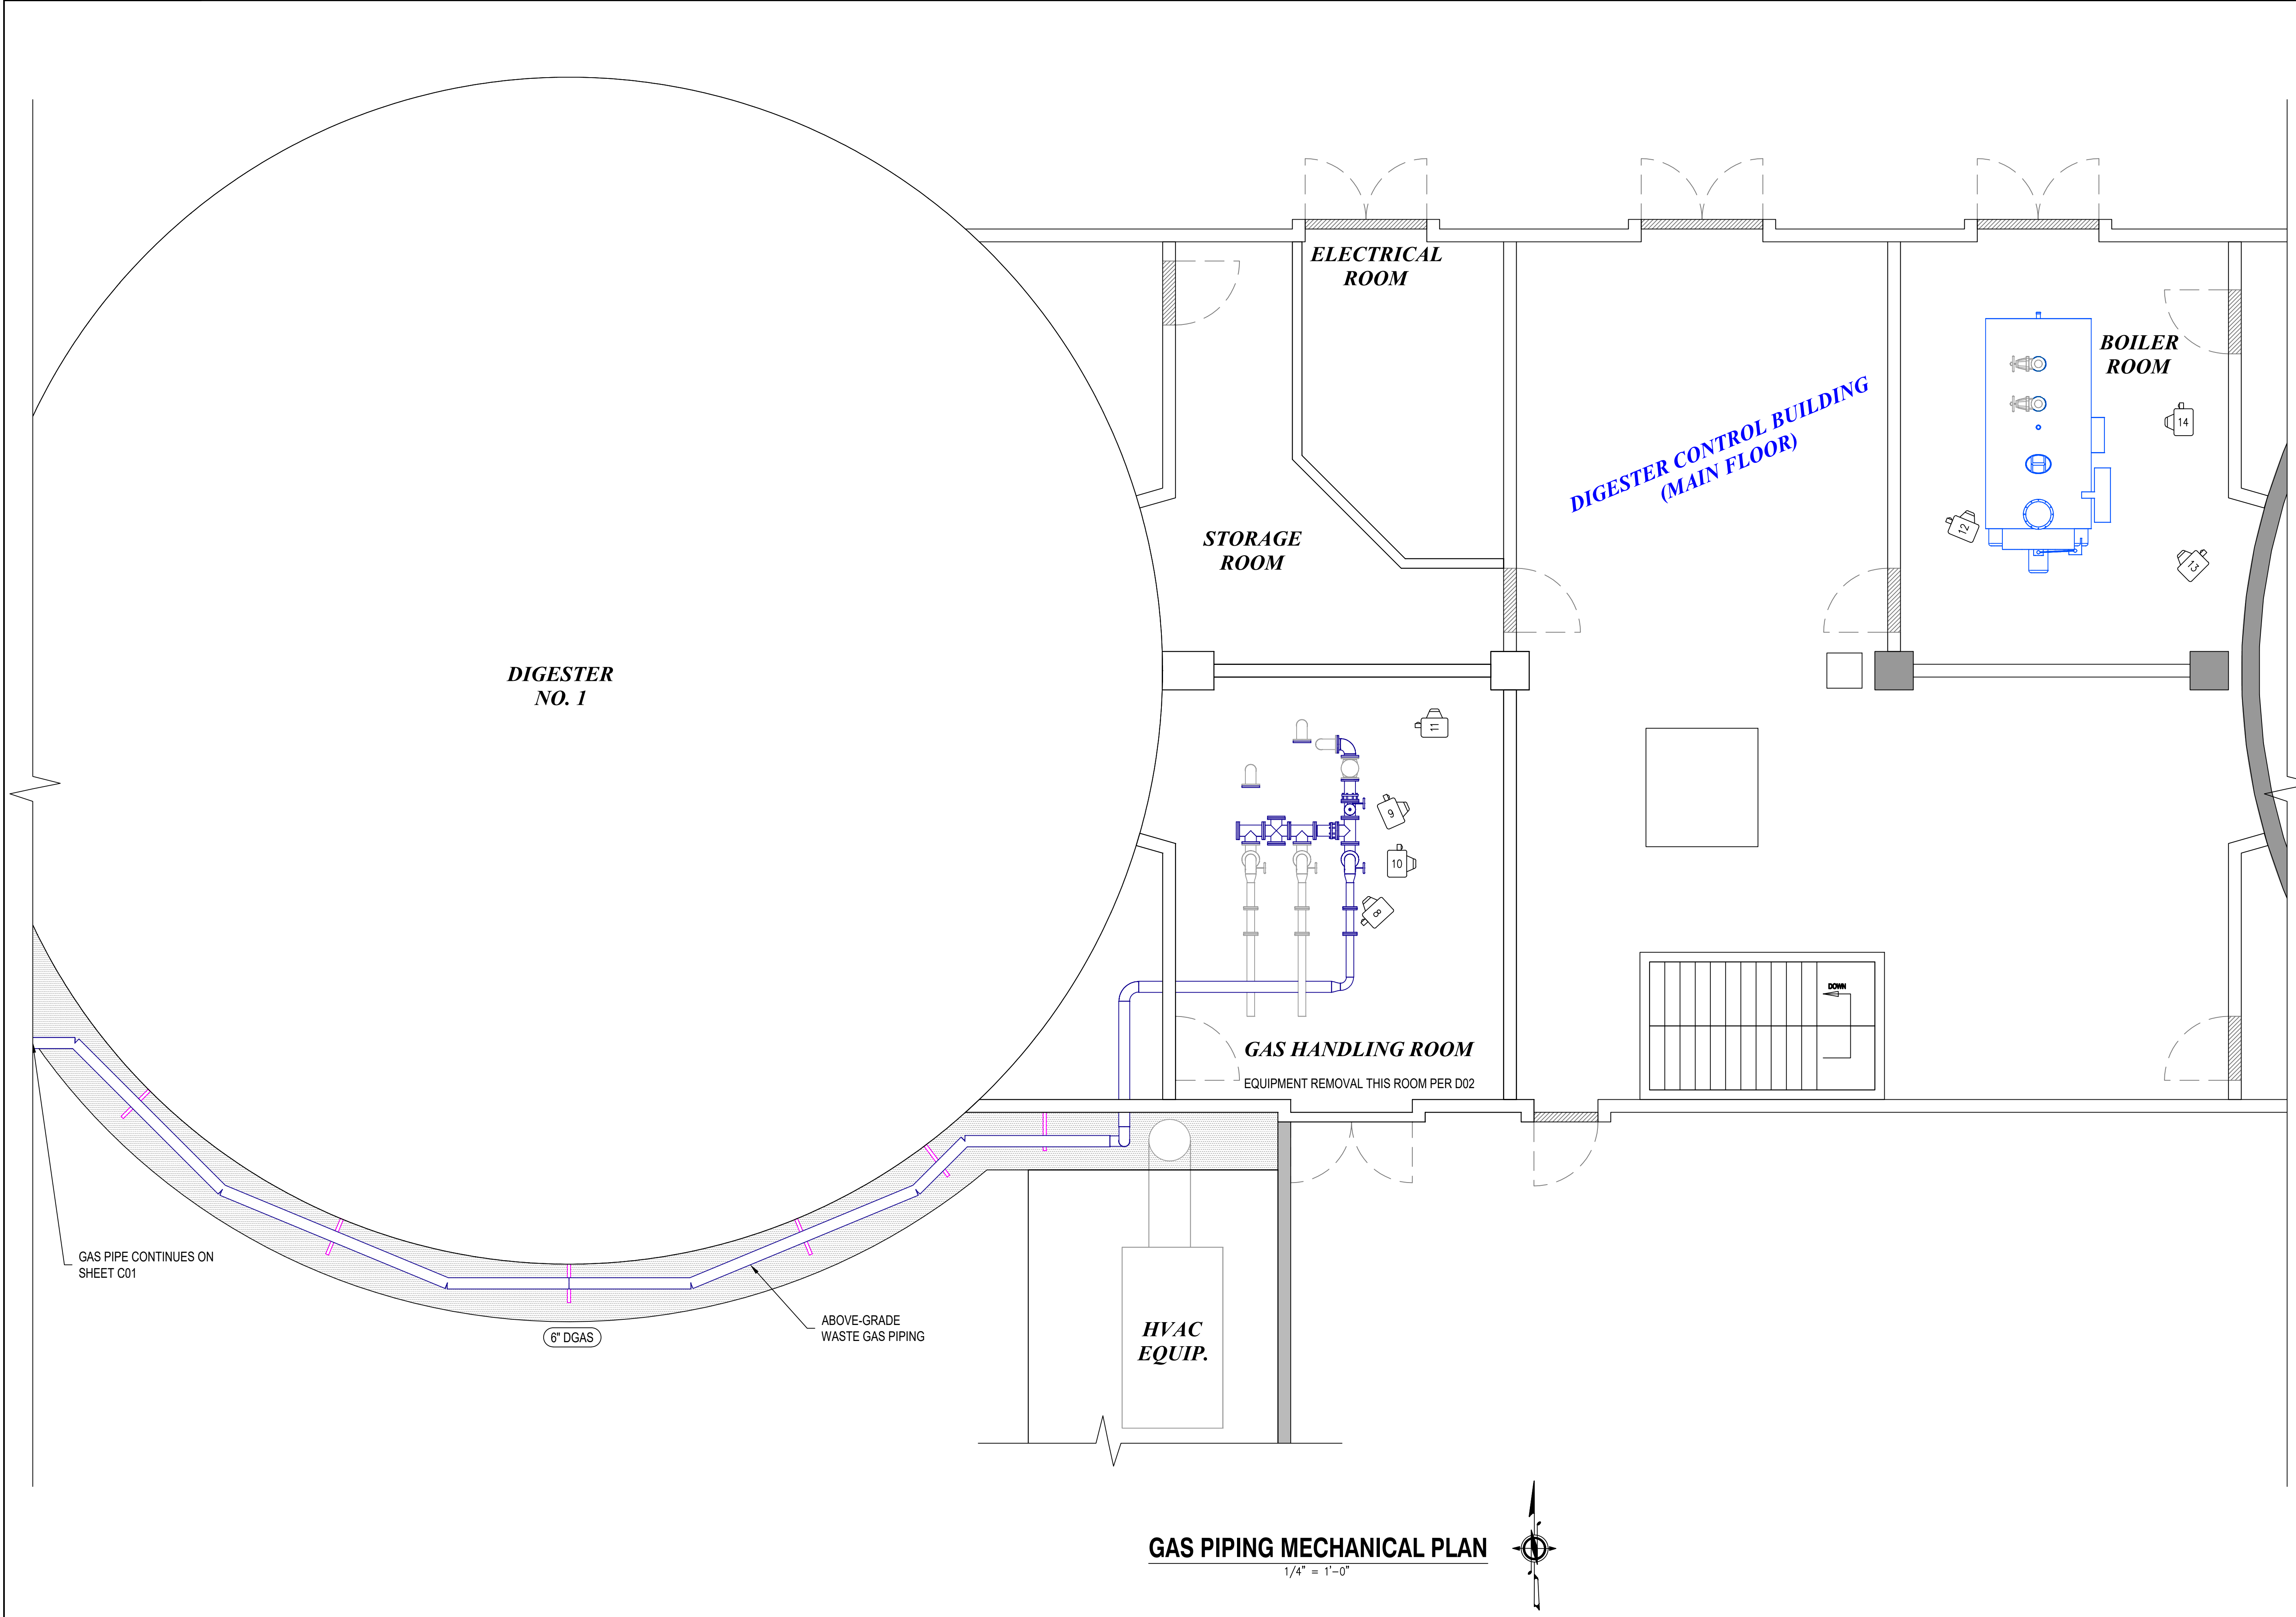 ELECTRICAL
ROOM
BOILER
ROOM
DIGESTER CONTROL BUILDING
(MAIN FLOOR)
14
12
13
STORAGE
ROOM
DIGESTER
NO. 1
11
9
10
8
DOWN
GAS HANDLING ROOM
EQUIPMENT REMOVAL THIS ROOM PER D02
GAS PIPE CONTINUES ON
SHEET C01
6" DGAS
ABOVE-GRADE
WASTE GAS PIPING
HVAC
EQUIP.
GAS PIPING MECHANICAL PLAN
1/4" = 1'-0"